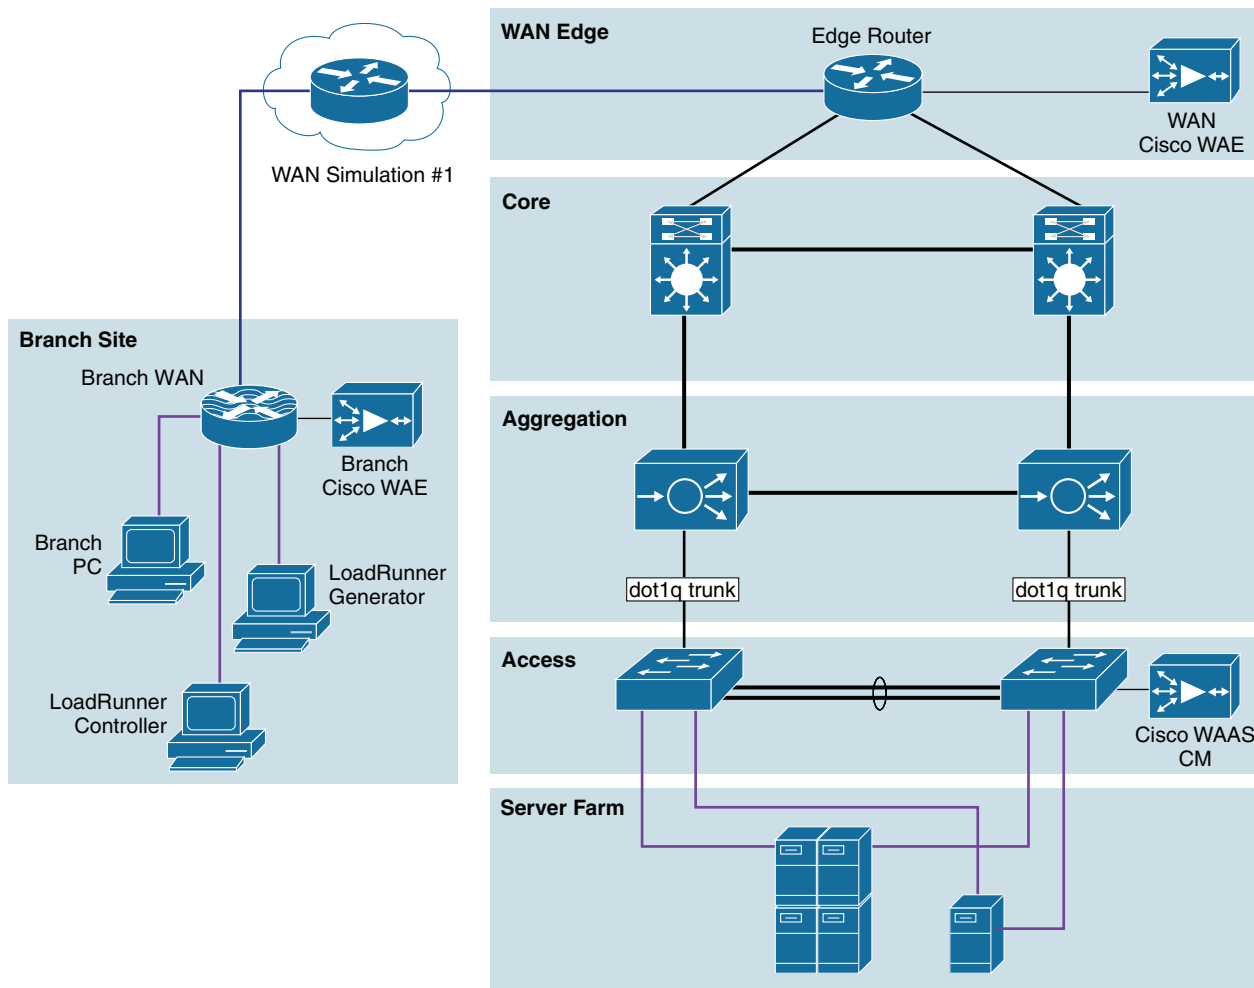 WAN Edge
Edge Router
WAN
Cisco WAE
WAN Simulation #1
Core
Branch Site
Branch WAN
Branch
Cisco WAE
Branch
PC
LoadRunner
Generator
LoadRunner
Controller
Aggregation
dot1q trunk
dot1q trunk
Access
Cisco WAAS
CM
Server Farm